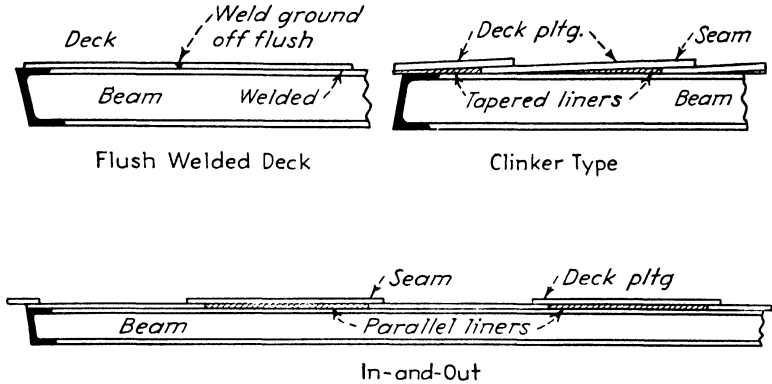 Weld ground
off flush
Deck
Beam
Welded
Flush Welded Deck
Deck pltg.
Seam
Tapered liners
Beam
Clinker Type
Seam
Deck pltg
Beam
Parallel liners
In-and-Out